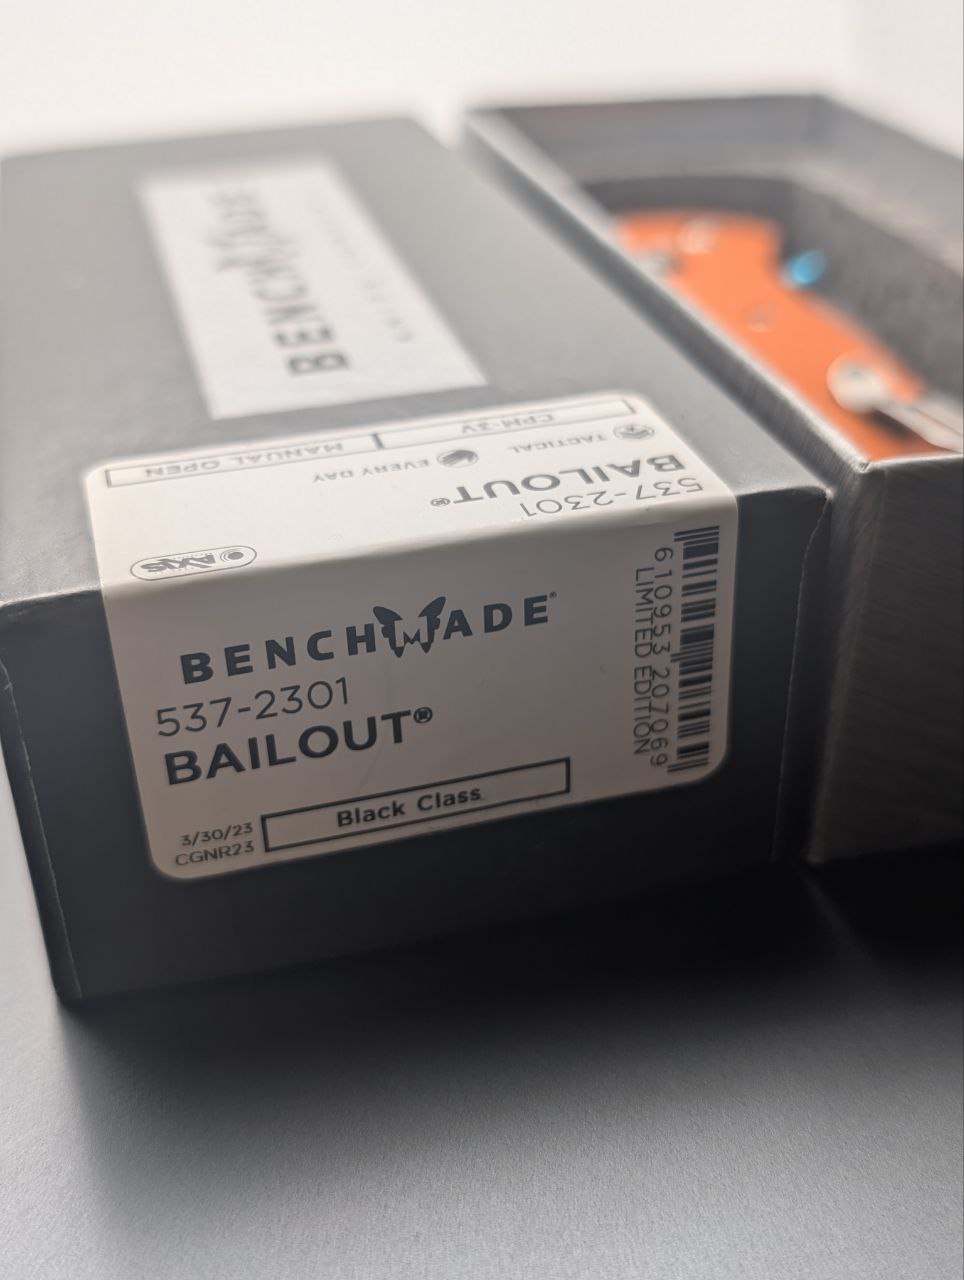 BENCHMADE
CPM-3V
MANUAL OPEN
TACTICAL
EVERY DAY
BAILOUT®
537-2301
AXIS
BENCHMADE®
537-2301
BAILOUT®
3/30/23
CGNR23
Black Class
6 10953 20706 9
LIMITED EDITION